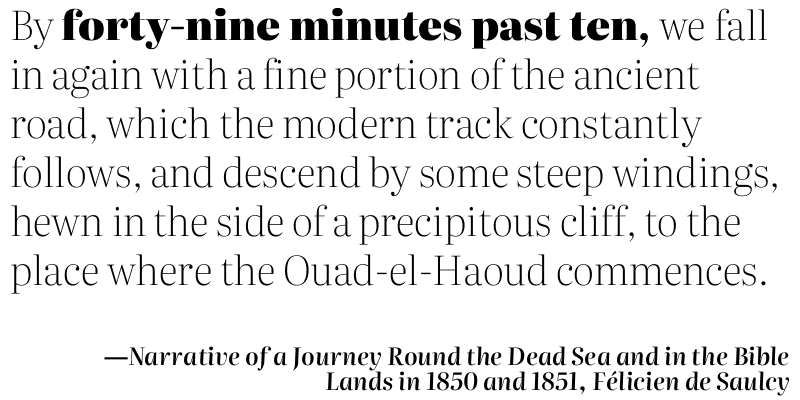 By forty-nine minutes past ten, we fall
in again with a fine portion of the ancient
road, which the modern track constantly
follows, and descend by some steep windings,
hewn in the side of a precipitous cliff, to the
place where the Ouad-el-Haoud commences.
—Narrative of a Journey Round the Dead Sea and in the Bible
Lands in 1850 and 1851, Félicien de Saulcy